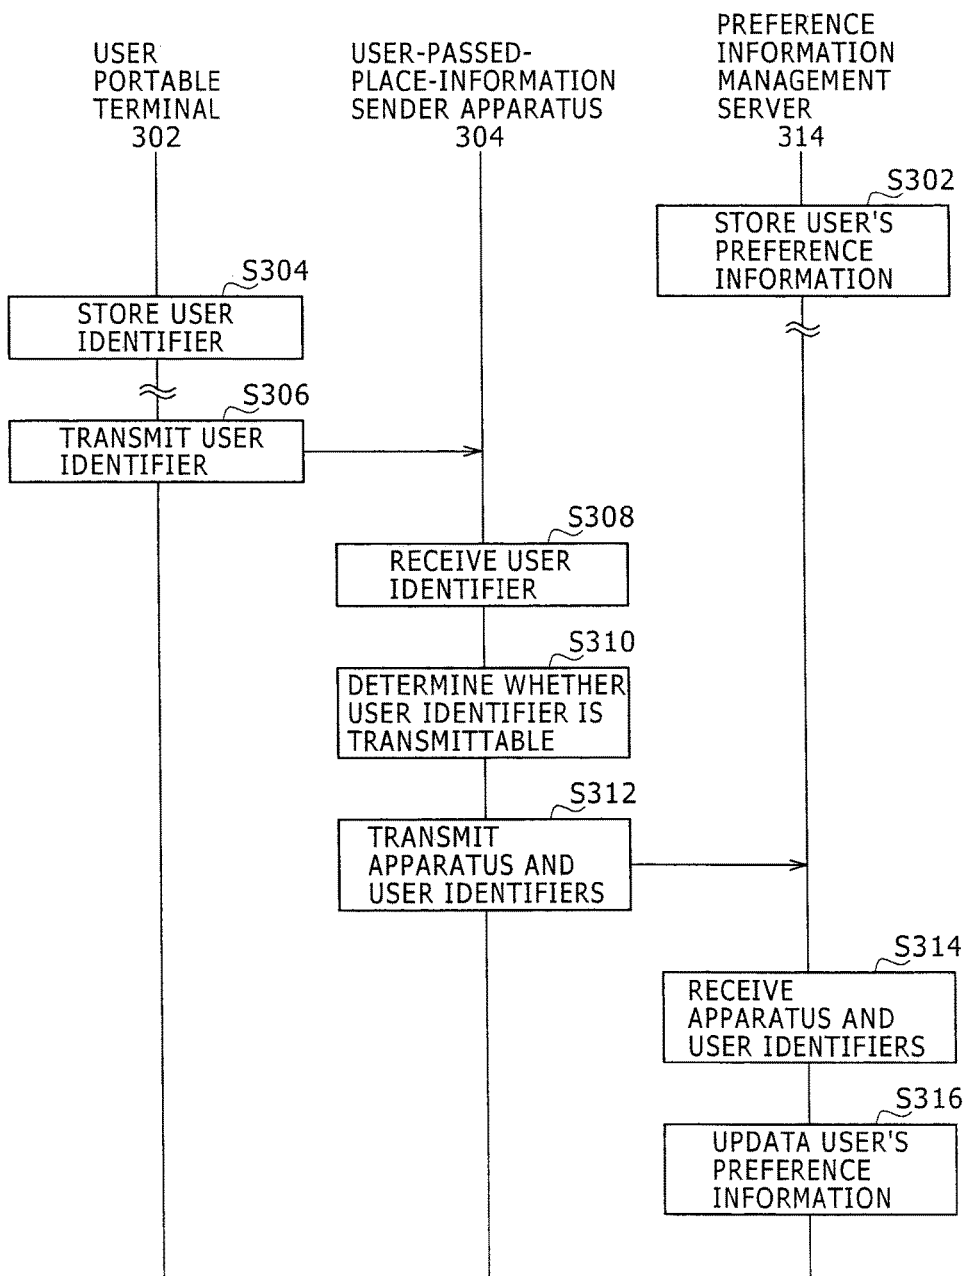 USER
PORTABLE
TERMINAL
302
USER-PASSED-
PLACE-INFORMATION
SENDER APPARATUS
304
PREFERENCE
INFORMATION
MANAGEMENT
SERVER
314
S302
STORE USER'S
PREFERENCE
INFORMATION
S304
STORE USER
IDENTIFIER
S306
TRANSMIT USER
IDENTIFIER
S308
RECEIVE USER
IDENTIFIER
S310
DETERMINE WHETHER
USER IDENTIFIER IS
TRANSMITTABLE
S312
TRANSMIT
APPARATUS AND
USER IDENTIFIERS
S314
RECEIVE
APPARATUS AND
USER IDENTIFIERS
S316
UPDATA USER'S
PREFERENCE
INFORMATION